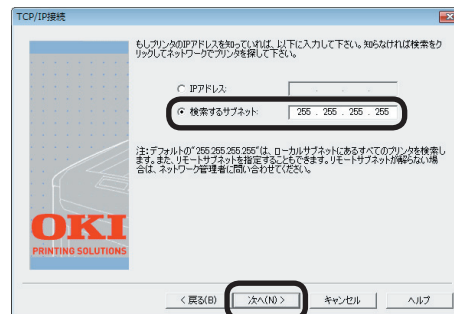 TCP/IP接続
もしプリンタのIPアドレスを知っていれば、以下に入力して下さい。知らなければ検索をク
リックしてネットワークでプリンタを探して下さい。
IPアドレス:
検索するサブネット: 255 . 255 . 255 . 255
注:デフォルトの"255.255.255.255"は、ローカルサブネットにあるすべてのプリンタを検索し
ます。また、リモートサブネットを指定することもできます。リモートサブネットが解らない場
合は、ネットワーク管理者に問い合わせてください。
OKI
PRINTING SOLUTIONS
< 戻る(B) 次へ(N) > キャンセル ヘルプ